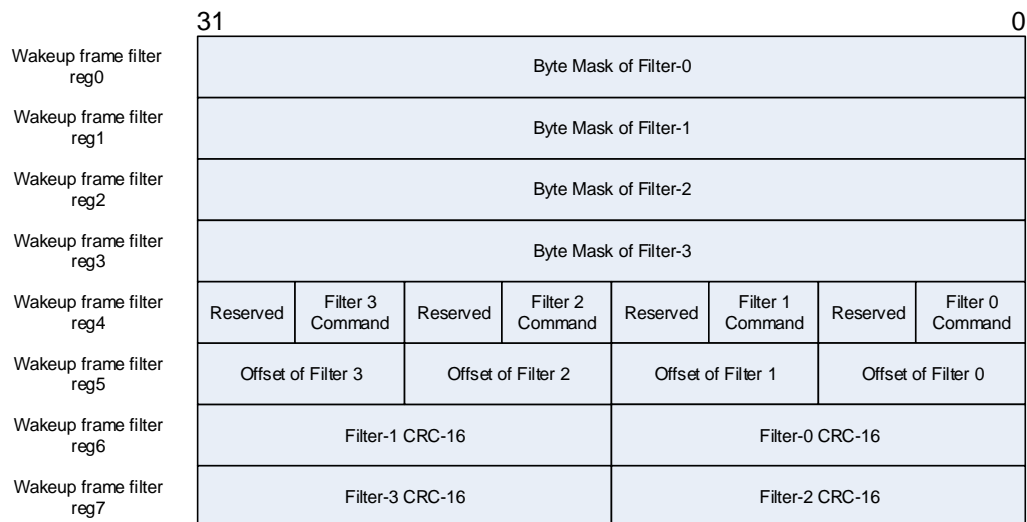 31 0
Wakeup frame filter
reg0
Byte Mask of Filter-0
Wakeup frame filter
reg1
Byte Mask of Filter-1
Wakeup frame filter
reg2
Byte Mask of Filter-2
Wakeup frame filter
reg3
Byte Mask of Filter-3
Wakeup frame filter
reg4
Reserved
Filter 3
Command
Reserved
Filter 2
Command
Reserved
Filter 1
Command
Reserved
Filter 0
Command
Wakeup frame filter
reg5
Offset of Filter 3
Offset of Filter 2
Offset of Filter 1
Offset of Filter 0
Wakeup frame filter
reg6
Filter-1 CRC-16
Filter-0 CRC-16
Wakeup frame filter
reg7
Filter-3 CRC-16
Filter-2 CRC-16